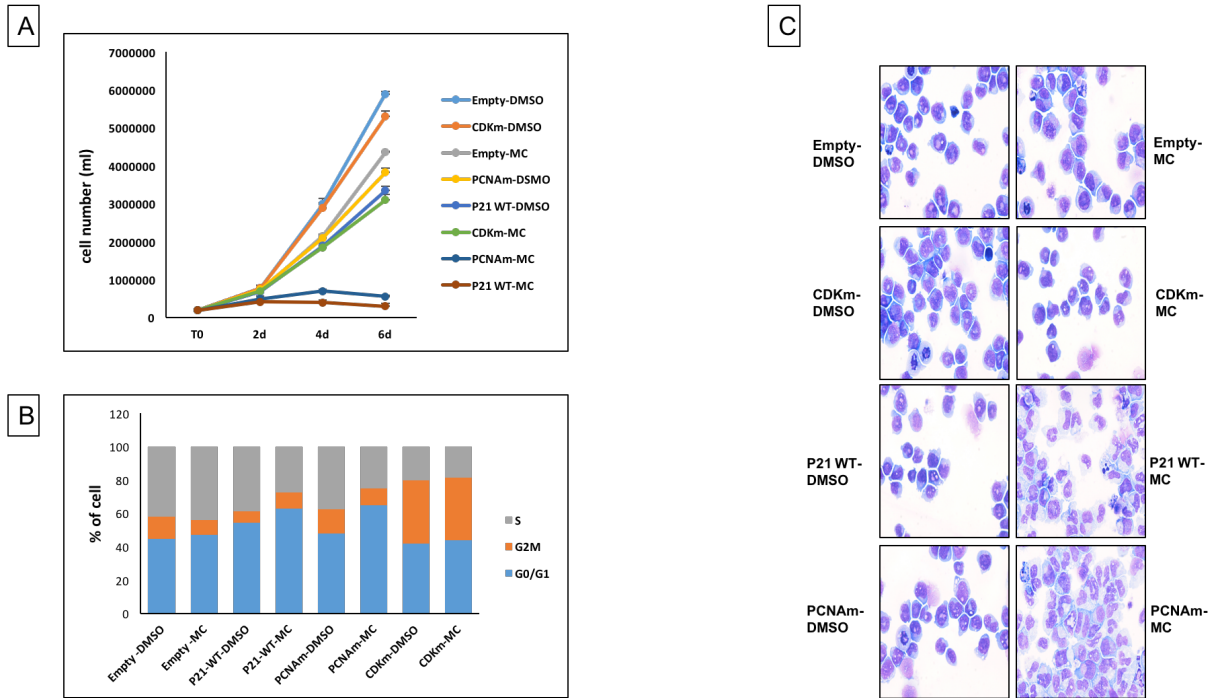 A
7000000
6000000
5000000
4000000
3000000
2000000
1000000
0
cell number (ml)
T0 2d 4d 6d
Empty-DMSO
CDKm-DMSO
Empty-MC
PCNAm-DSMO
P21 WT-DMSO
CDKm-MC
PCNAm-MC
P21 WT-MC
B
120
100
80
60
40
20
0
% of cell
S
G2M
G0/G1
Empty -DMSO
Empty -MC
P21-WT-DMSO
P21-WT-MC
PCNAm-DMSO
PCNAm-MC
CDKm-DMSO
CDKm-MC
C
Empty-
DMSO
Empty-
MC
CDKm-
DMSO
CDKm-
MC
P21 WT-
DMSO
P21 WT-
MC
PCNAm-
DMSO
PCNAm-
MC